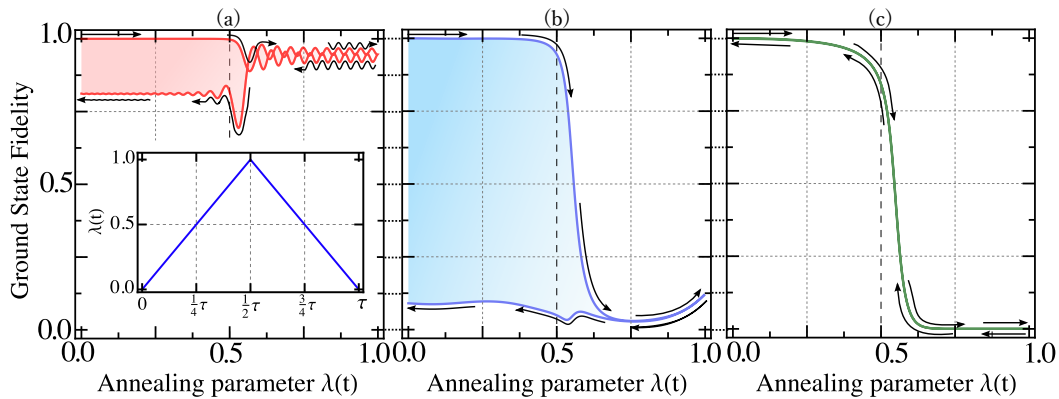 (a) (b) (c)
Ground State Fidelity
1.0
0.5
0.0
0.0 0.5 1.0
Annealing parameter λ(t)
λ(t)
1.0
0.5
0.0
0 1/4 τ 1/2 τ 3/4 τ τ
0.0 0.5 1.0
Annealing parameter λ(t)
0.0 0.5 1.0
Annealing parameter λ(t)